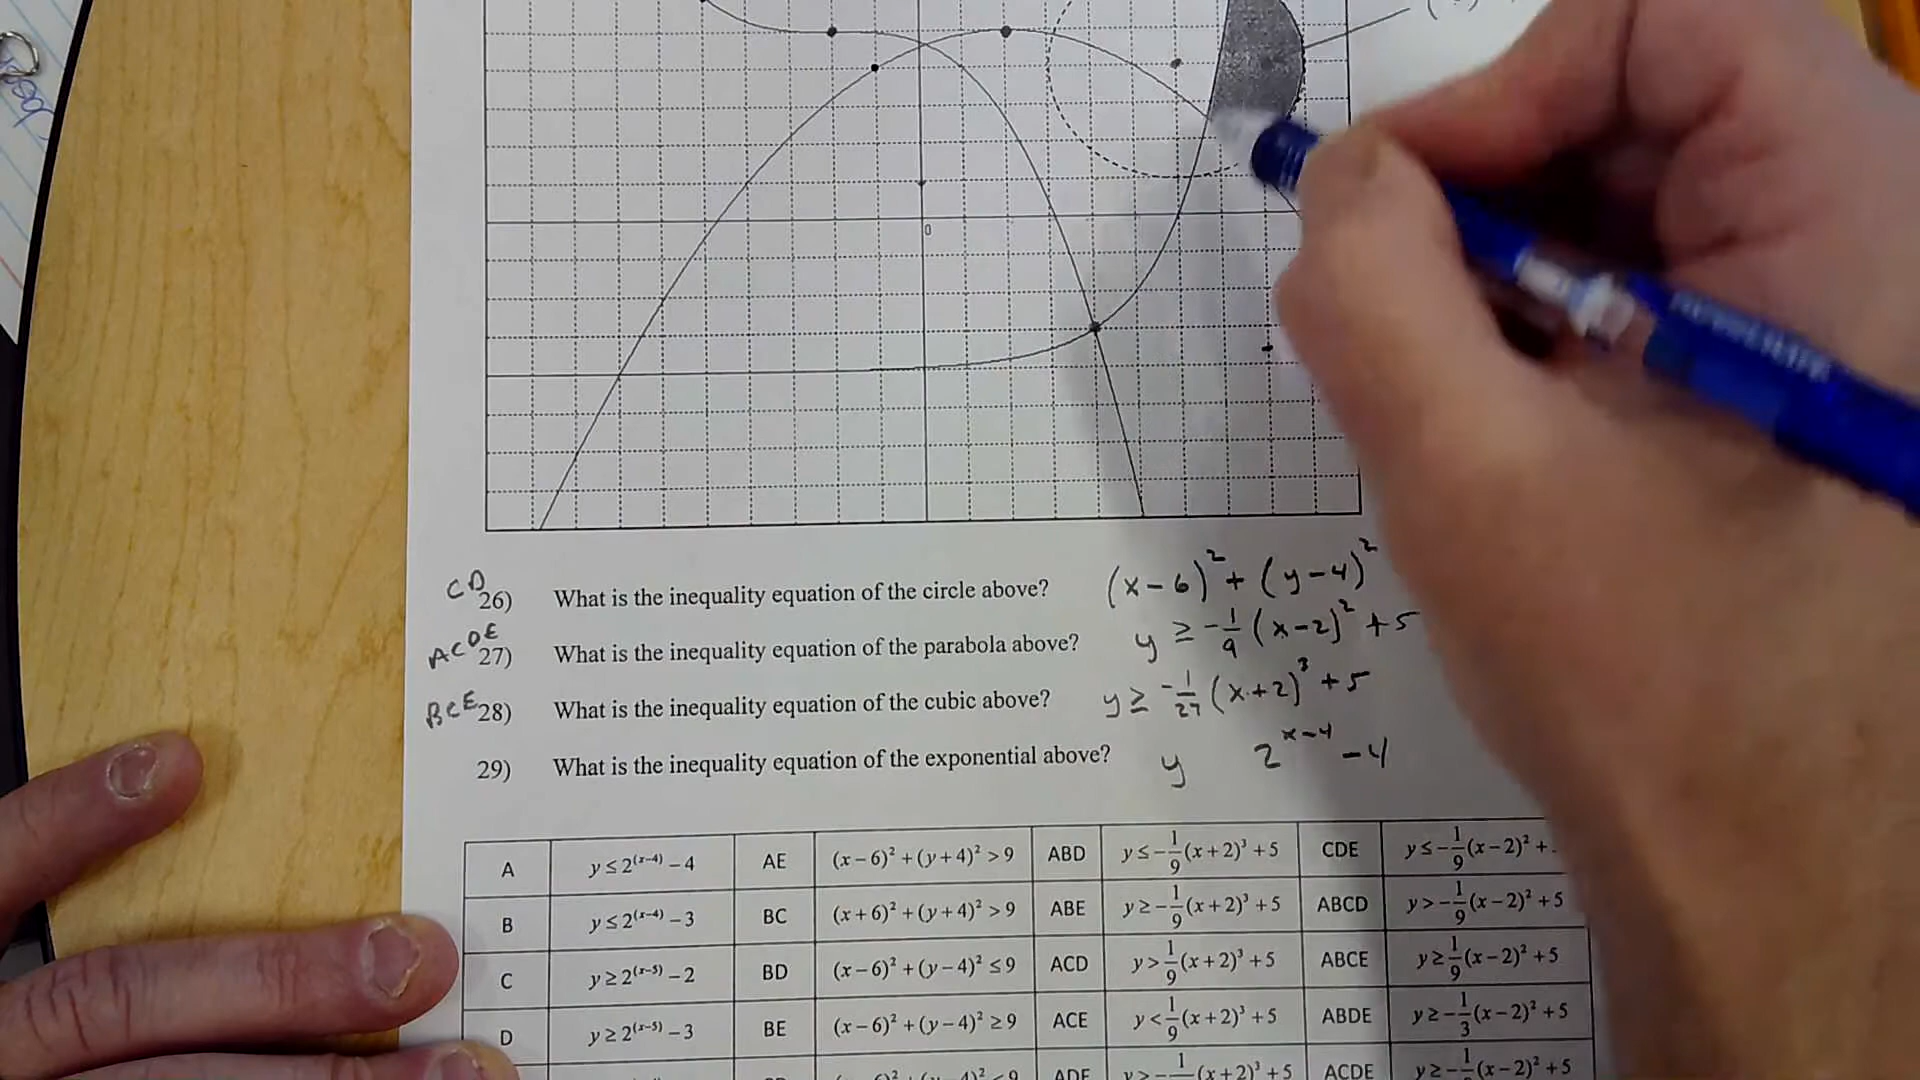 0
CD 26) What is the inequality equation of the circle above? (x-6)² + (y-4)²
ACDE 27) What is the inequality equation of the parabola above? y ≥ -1/9 (x-2)² + 5
BCE 28) What is the inequality equation of the cubic above? y ≥ -1/27 (x+2)³ + 5
29) What is the inequality equation of the exponential above? y 2^(x-4) - 4
A y ≤ 2^(x-4) - 4 AE (x-6)² + (y+4)² > 9 ABD y ≤ -1/9 (x+2)³ + 5 CDE y ≤ -1/9 (x-2)² +
B y ≤ 2^(x-4) - 3 BC (x+6)² + (y+4)² > 9 ABE y ≥ -1/9 (x+2)³ + 5 ABCD y > -1/9 (x-2)² + 5
C y ≥ 2^(x-5) - 2 BD (x-6)² + (y-4)² ≤ 9 ACD y > 1/9 (x+2)³ + 5 ABCE y ≥ 1/9 (x-2)² + 5
D y ≥ 2^(x-5) - 3 BE (x-6)² + (y-4)² ≥ 9 ACE y < 1/9 (x+2)³ + 5 ABDE y ≥ -1/3 (x-2)² + 5
ADE (x+2)³ + 5 ACDE (x-2)² + 5